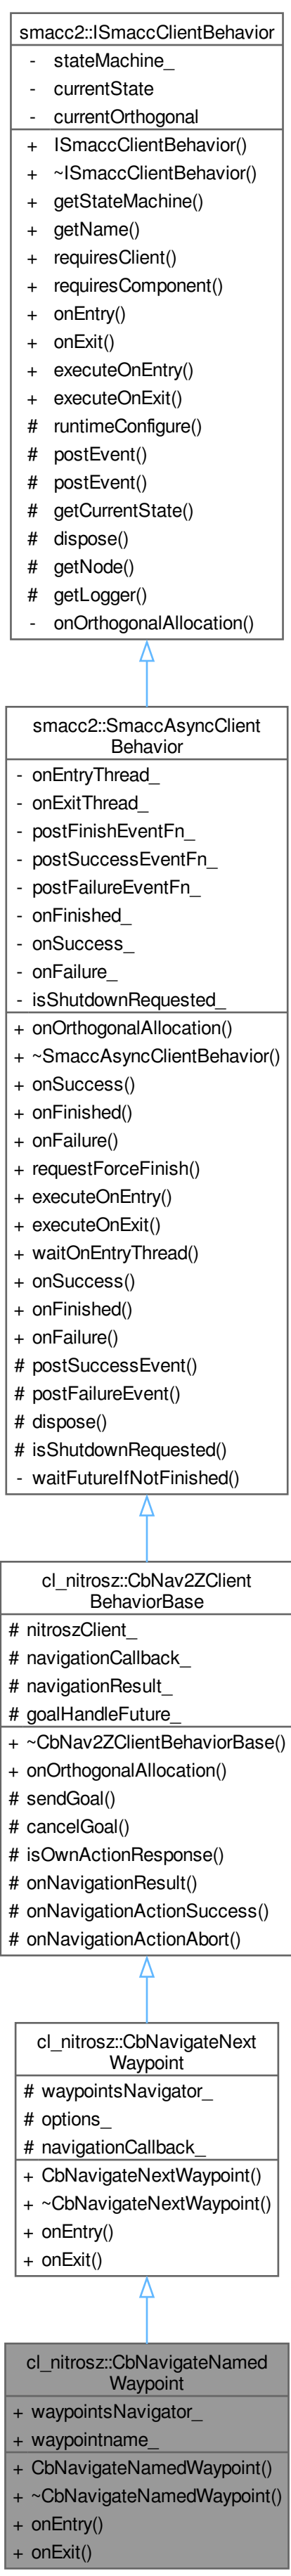 smacc2::ISmaccClientBehavior
- stateMachine_
- currentState
- currentOrthogonal
+ ISmaccClientBehavior()
+ ~ISmaccClientBehavior()
+ getStateMachine()
+ getName()
+ requiresClient()
+ requiresComponent()
+ onEntry()
+ onExit()
+ executeOnEntry()
+ executeOnExit()
# runtimeConfigure()
# postEvent()
# postEvent()
# getCurrentState()
# dispose()
# getNode()
# getLogger()
- onOrthogonalAllocation()
smacc2::SmaccAsyncClient
Behavior
- onEntryThread_
- onExitThread_
- postFinishEventFn_
- postSuccessEventFn_
- postFailureEventFn_
- onFinished_
- onSuccess_
- onFailure_
- isShutdownRequested_
+ onOrthogonalAllocation()
+ ~SmaccAsyncClientBehavior()
+ onSuccess()
+ onFinished()
+ onFailure()
+ requestForceFinish()
+ executeOnEntry()
+ executeOnExit()
+ waitOnEntryThread()
+ onSuccess()
+ onFinished()
+ onFailure()
# postSuccessEvent()
# postFailureEvent()
# dispose()
# isShutdownRequested()
- waitFutureIfNotFinished()
cl_nitrosz::CbNav2ZClient
BehaviorBase
# nitroszClient_
# navigationCallback_
# navigationResult_
# goalHandleFuture_
+ ~CbNav2ZClientBehaviorBase()
+ onOrthogonalAllocation()
# sendGoal()
# cancelGoal()
# isOwnActionResponse()
# onNavigationResult()
# onNavigationActionSuccess()
# onNavigationActionAbort()
cl_nitrosz::CbNavigateNext
Waypoint
# waypointsNavigator_
# options_
# navigationCallback_
+ CbNavigateNextWaypoint()
+ ~CbNavigateNextWaypoint()
+ onEntry()
+ onExit()
cl_nitrosz::CbNavigateNamed
Waypoint
+ waypointsNavigator_
+ waypointname_
+ CbNavigateNamedWaypoint()
+ ~CbNavigateNamedWaypoint()
+ onEntry()
+ onExit()